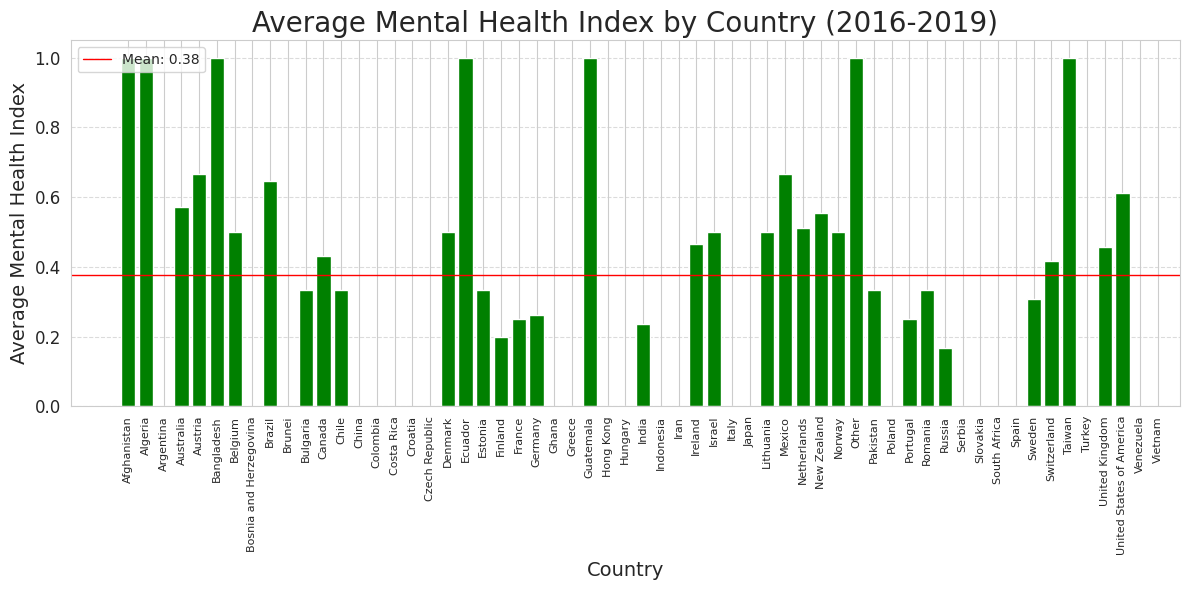 Average Mental Health Index by Country (2016-2019)
Mean: 0.38
Average Mental Health Index
1.0
0.8
0.6
0.4
0.2
0.0
Afghanistan
Algeria
Argentina
Australia
Austria
Bangladesh
Belgium
Bosnia and Herzegovina
Brazil
Brunei
Bulgaria
Canada
Chile
China
Colombia
Costa Rica
Croatia
Czech Republic
Denmark
Ecuador
Estonia
Finland
France
Germany
Ghana
Greece
Guatemala
Hong Kong
Hungary
India
Indonesia
Iran
Ireland
Israel
Italy
Japan
Lithuania
Mexico
Netherlands
New Zealand
Norway
Other
Pakistan
Poland
Portugal
Romania
Russia
Serbia
Slovakia
South Africa
Spain
Sweden
Switzerland
Taiwan
Turkey
United Kingdom
United States of America
Venezuela
Vietnam
Country